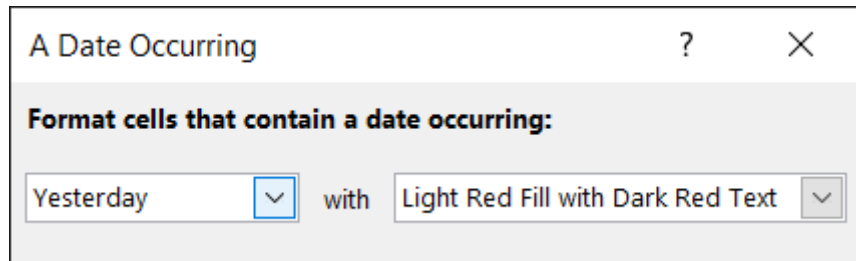 A Date Occurring ?
Format cells that contain a date occurring:
Yesterday with Light Red Fill with Dark Red Text